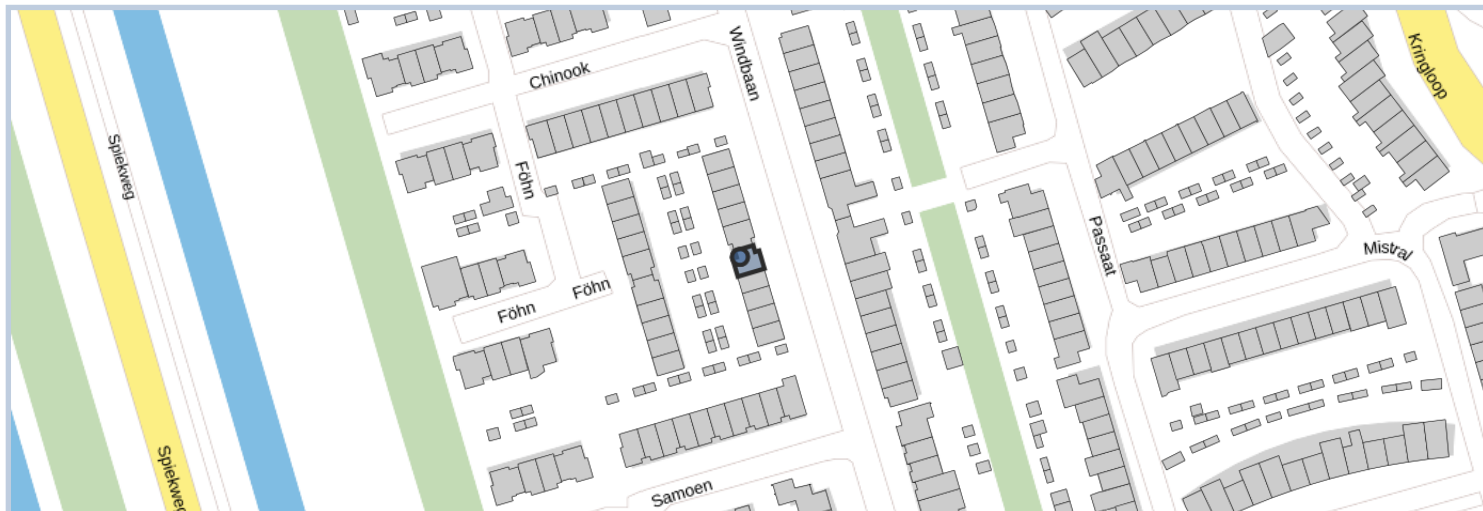 Windbaan
Kringloop
Chinook
Spiekweg
Föhn
Passaat
Mistral
Föhn
Föhn
Spiekweg
Samoen